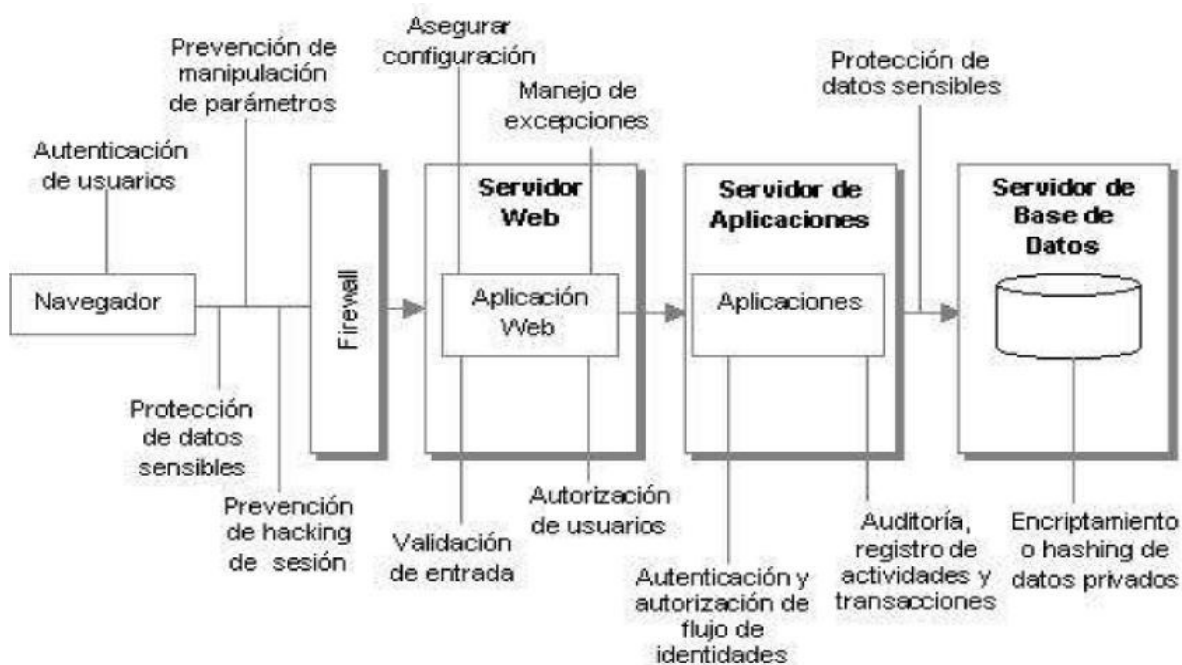 Asegurar
configuración
Prevención de
manipulación
de parámetros
Protección de
datos sensibles
Manejo de
excepciones
Autenticación
de usuarios
Servidor
Web
Servidor de
Aplicaciones
Servidor de
Base de
Datos
Navegador
Firewall
Aplicación
Web
Aplicaciones
Protección
de datos
sensibles
Prevención
de hacking
de sesión
Validación
de entrada
Autorización
de usuarios
Autenticación y
autorización de
flujo de
identidades
Auditoría,
registro de
actividades y
transacciones
Encriptamiento
o hashing de
datos privados